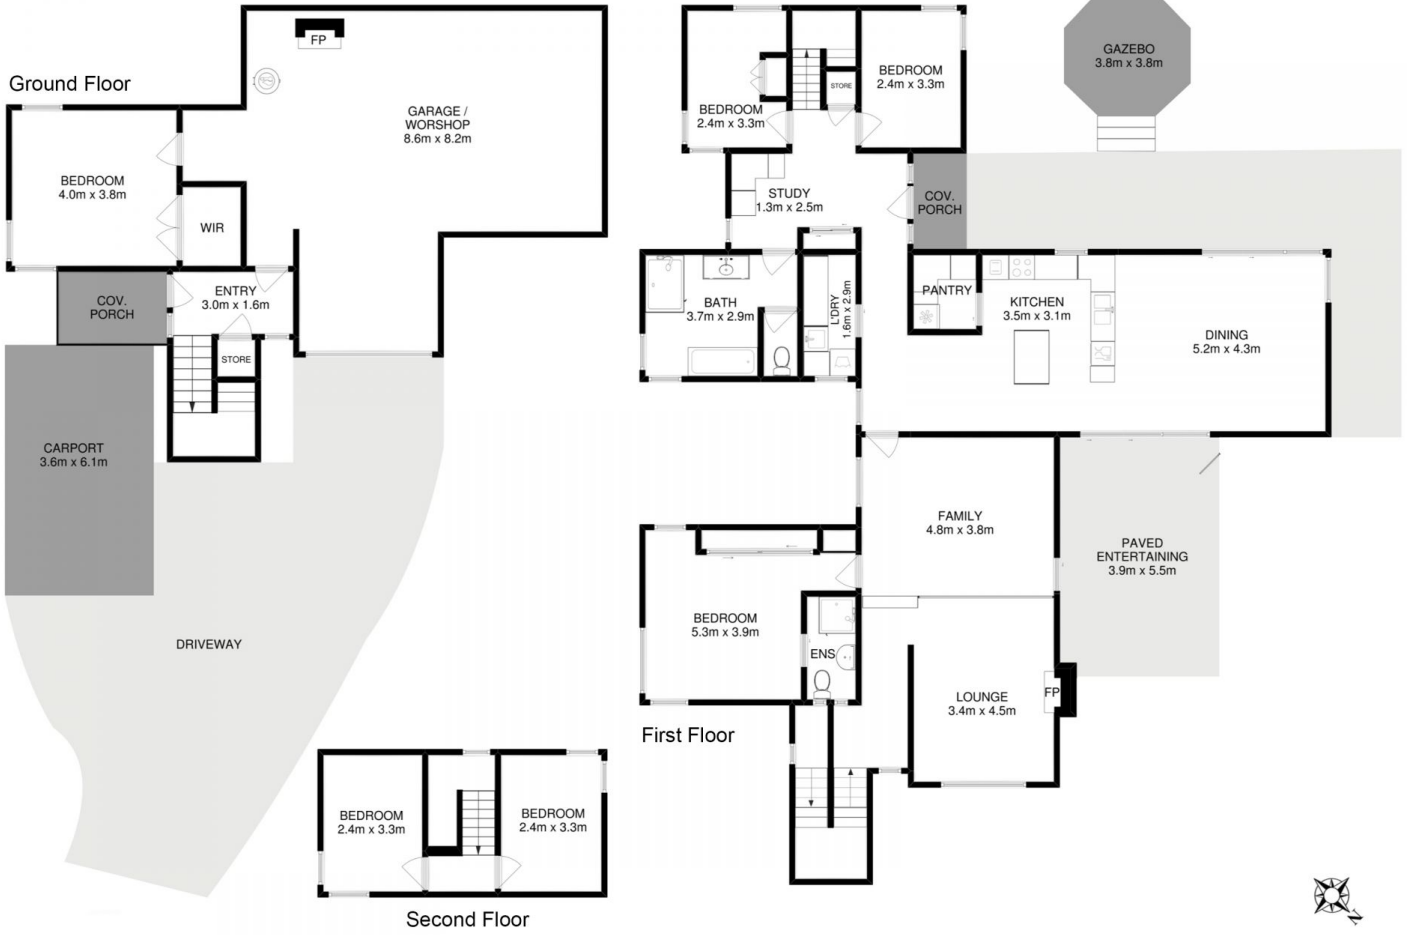 Ground Floor
FP
GARAGE /
WORSHOP
8.6m x 8.2m
BEDROOM
4.0m x 3.8m
WIR
ENTRY
3.0m x 1.6m
COV.
PORCH
STORE
CARPORT
3.6m x 6.1m
DRIVEWAY
BEDROOM
2.4m x 3.3m
STORE
BEDROOM
2.4m x 3.3m
GAZEBO
3.8m x 3.8m
STUDY
1.3m x 2.5m
COV.
PORCH
BATH
3.7m x 2.9m
L'DRY
1.6m x 2.9m
PANTRY
KITCHEN
3.5m x 3.1m
DINING
5.2m x 4.3m
FAMILY
4.8m x 3.8m
PAVED
ENTERTAINING
3.9m x 5.5m
BEDROOM
5.3m x 3.9m
ENS
LOUNGE
3.4m x 4.5m
FP
First Floor
BEDROOM
2.4m x 3.3m
BEDROOM
2.4m x 3.3m
Second Floor
N